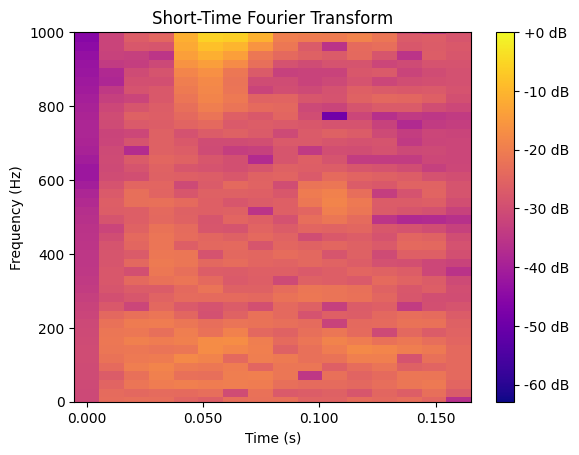 Short-Time Fourier Transform
1000
800
600
400
200
0
Frequency (Hz)
0.000
0.050
0.100
0.150
Time (s)
+0 dB
-10 dB
-20 dB
-30 dB
-40 dB
-50 dB
-60 dB